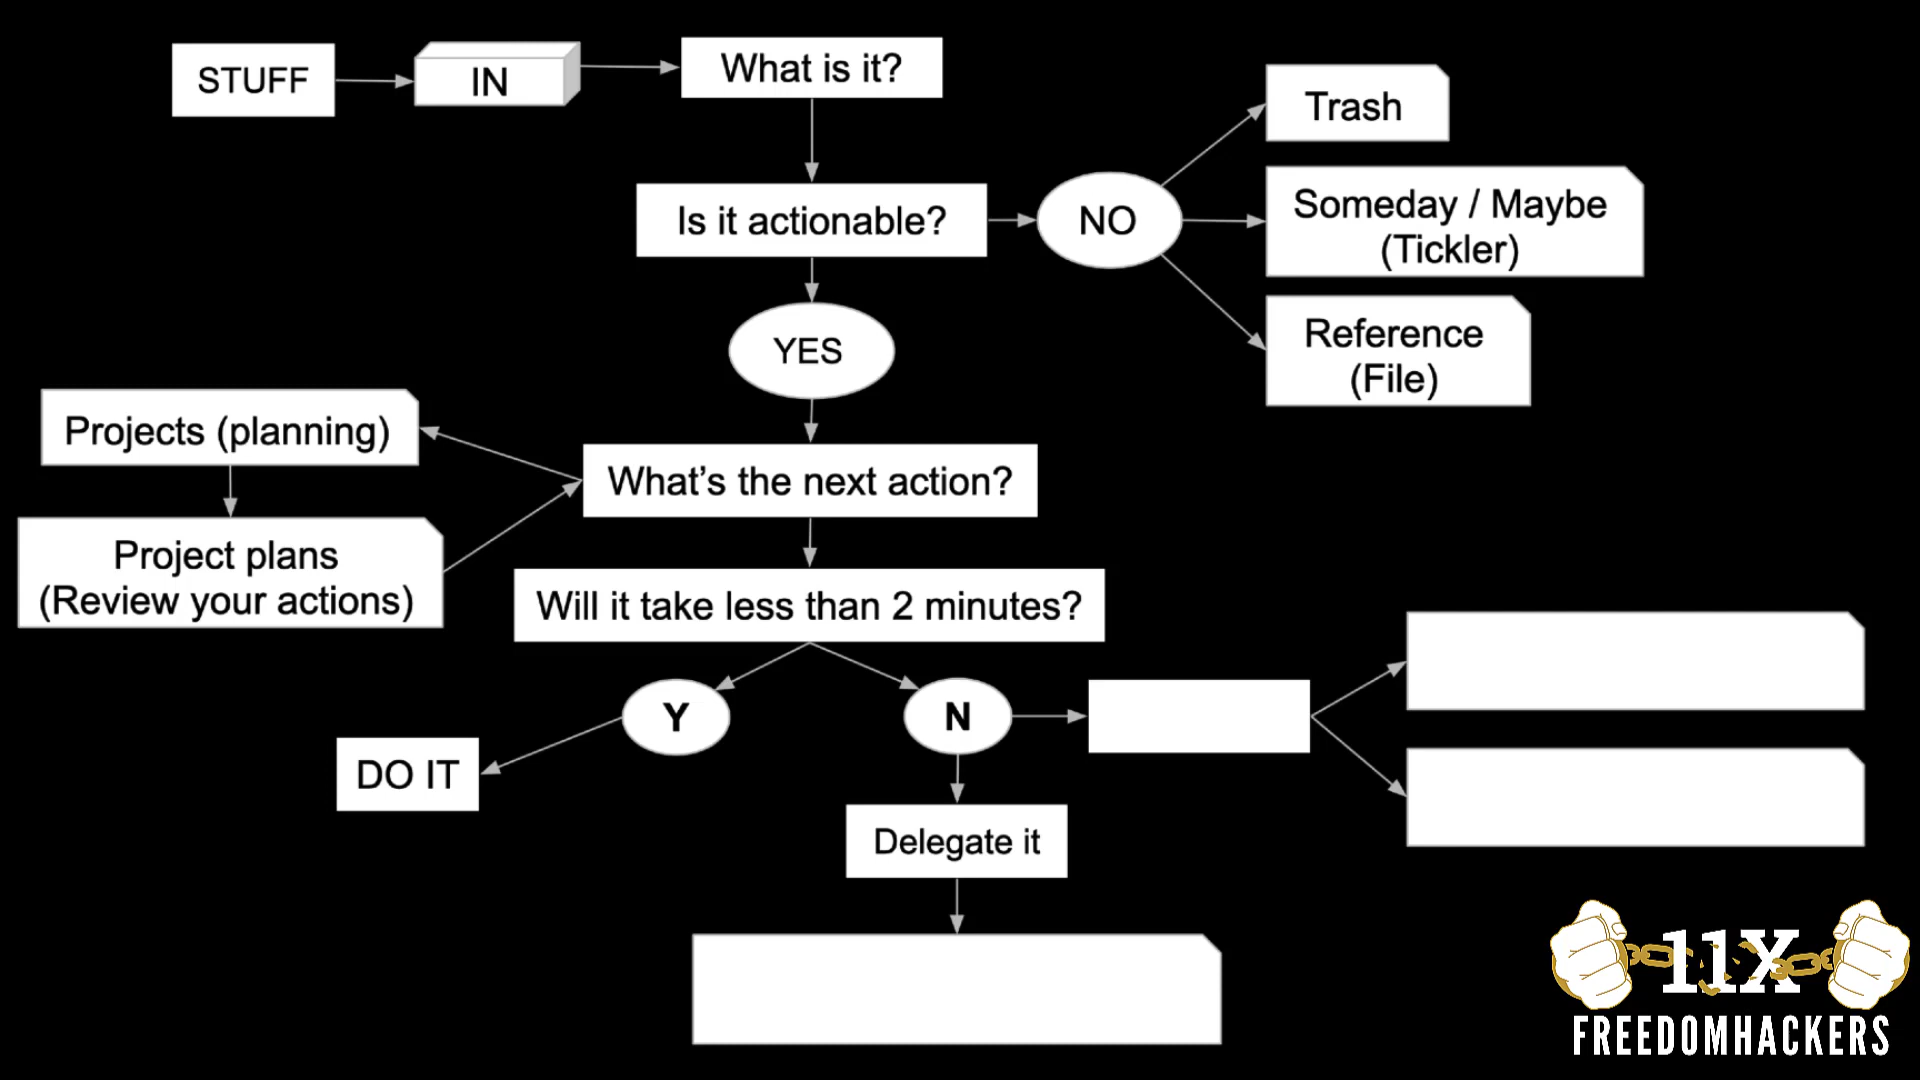 STUFF
IN
What is it?
Is it actionable?
NO
Trash
Someday / Maybe
(Tickler)
Reference
(File)
YES
Projects (planning)
What’s the next action?
Project plans
(Review your actions)
Will it take less than 2 minutes?
Y
N
DO IT
Delegate it
11X
FREEDOMHACKERS